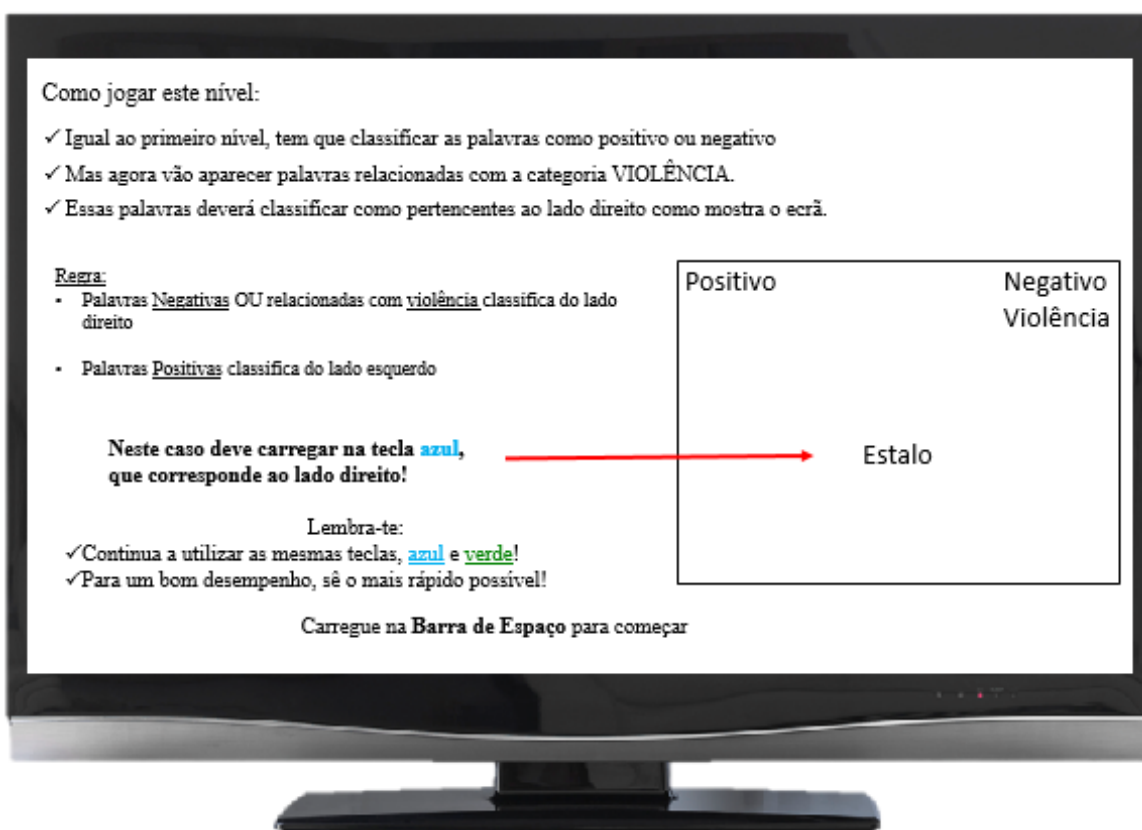 Como jogar este nível:
✓ Igual ao primeiro nível, tem que classificar as palavras como positivo ou negativo
✓ Mas agora vão aparecer palavras relacionadas com a categoria VIOLÊNCIA.
✓ Essas palavras deverá classificar como pertencentes ao lado direito como mostra o ecrã.
Regra:
▪ Palavras Negativas OU relacionadas com violência classifica do lado
direito
▪ Palavras Positivas classifica do lado esquerdo
Neste caso deve carregar na tecla azul,
que corresponde ao lado direito!
Lembra-te:
✓Continua a utilizar as mesmas teclas, azul e verde!
✓Para um bom desempenho, sê o mais rápido possível!
Carregue na Barra de Espaço para começar
Positivo
Negativo
Violência
Estalo